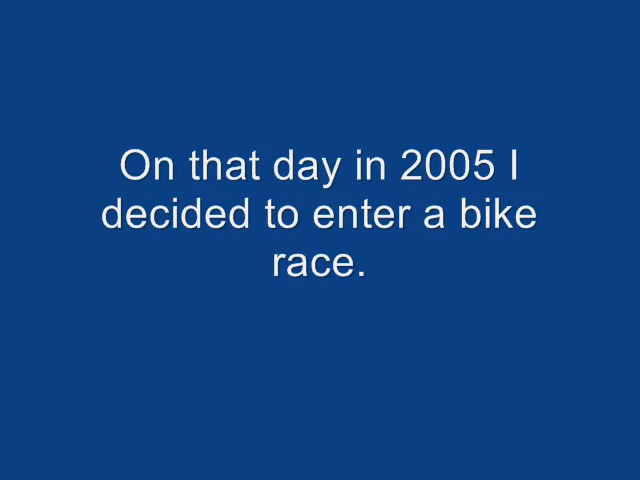 On that day in 2005 I
decided to enter a bike
race.